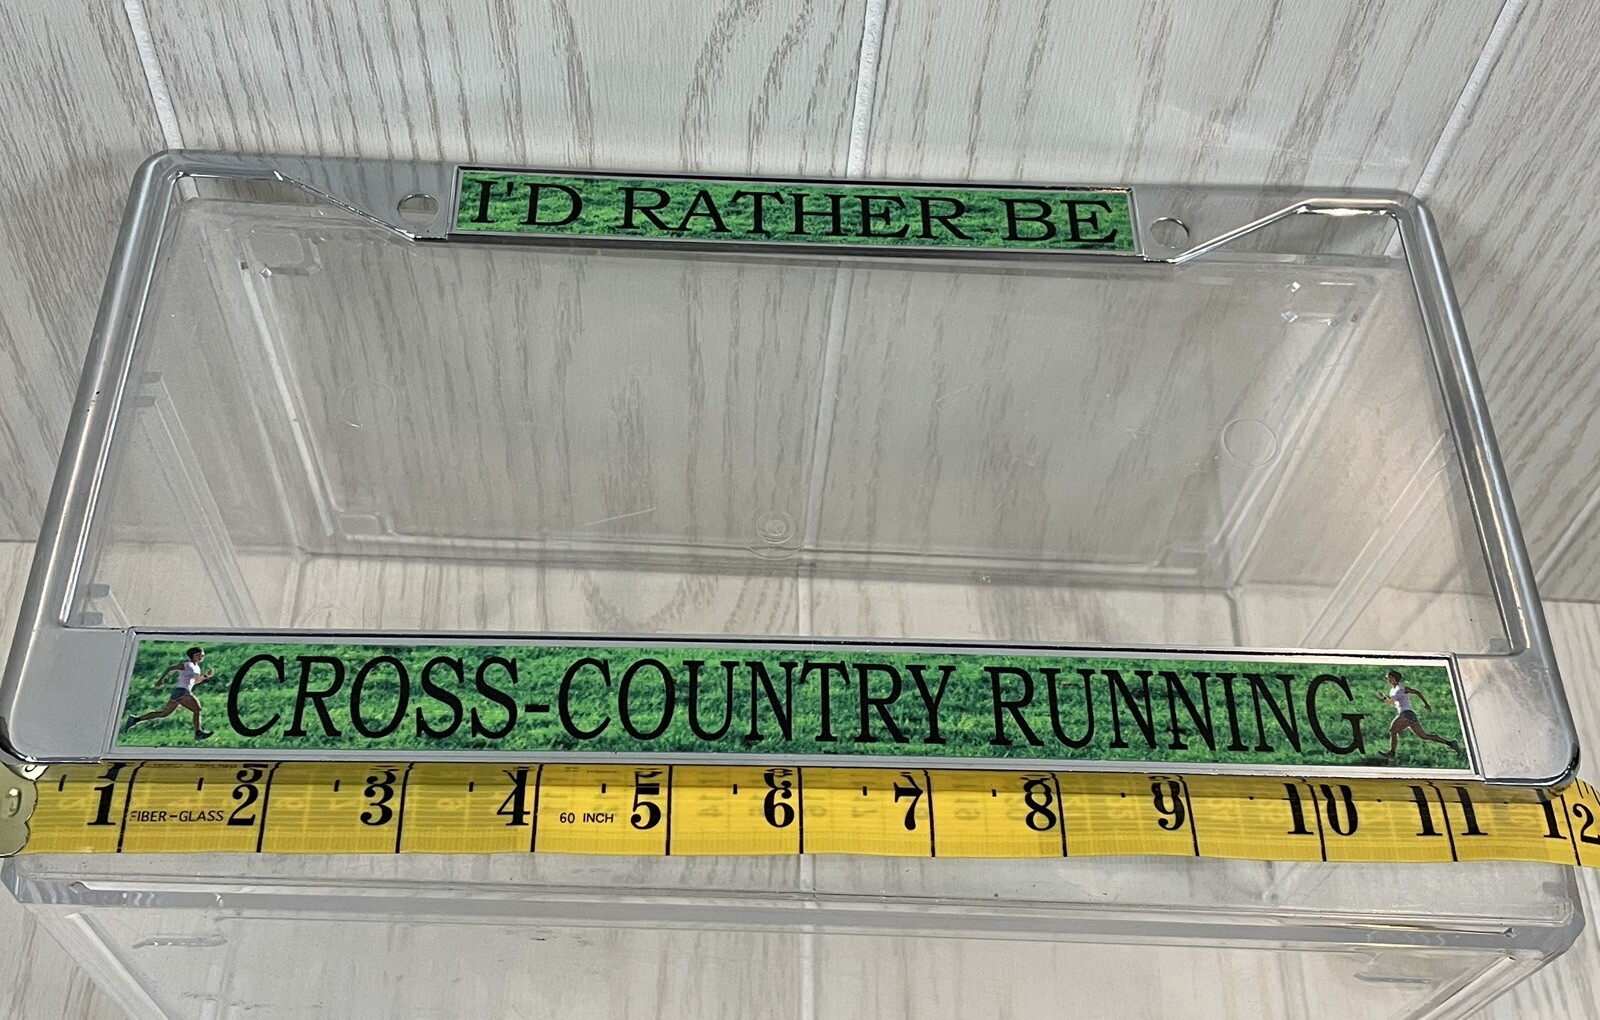 I'D RATHER BE
CROSS-COUNTRY RUNNING
1 2 3 4 5 6 7 8 9 10 11 12
FIBER-GLASS 60 INCH